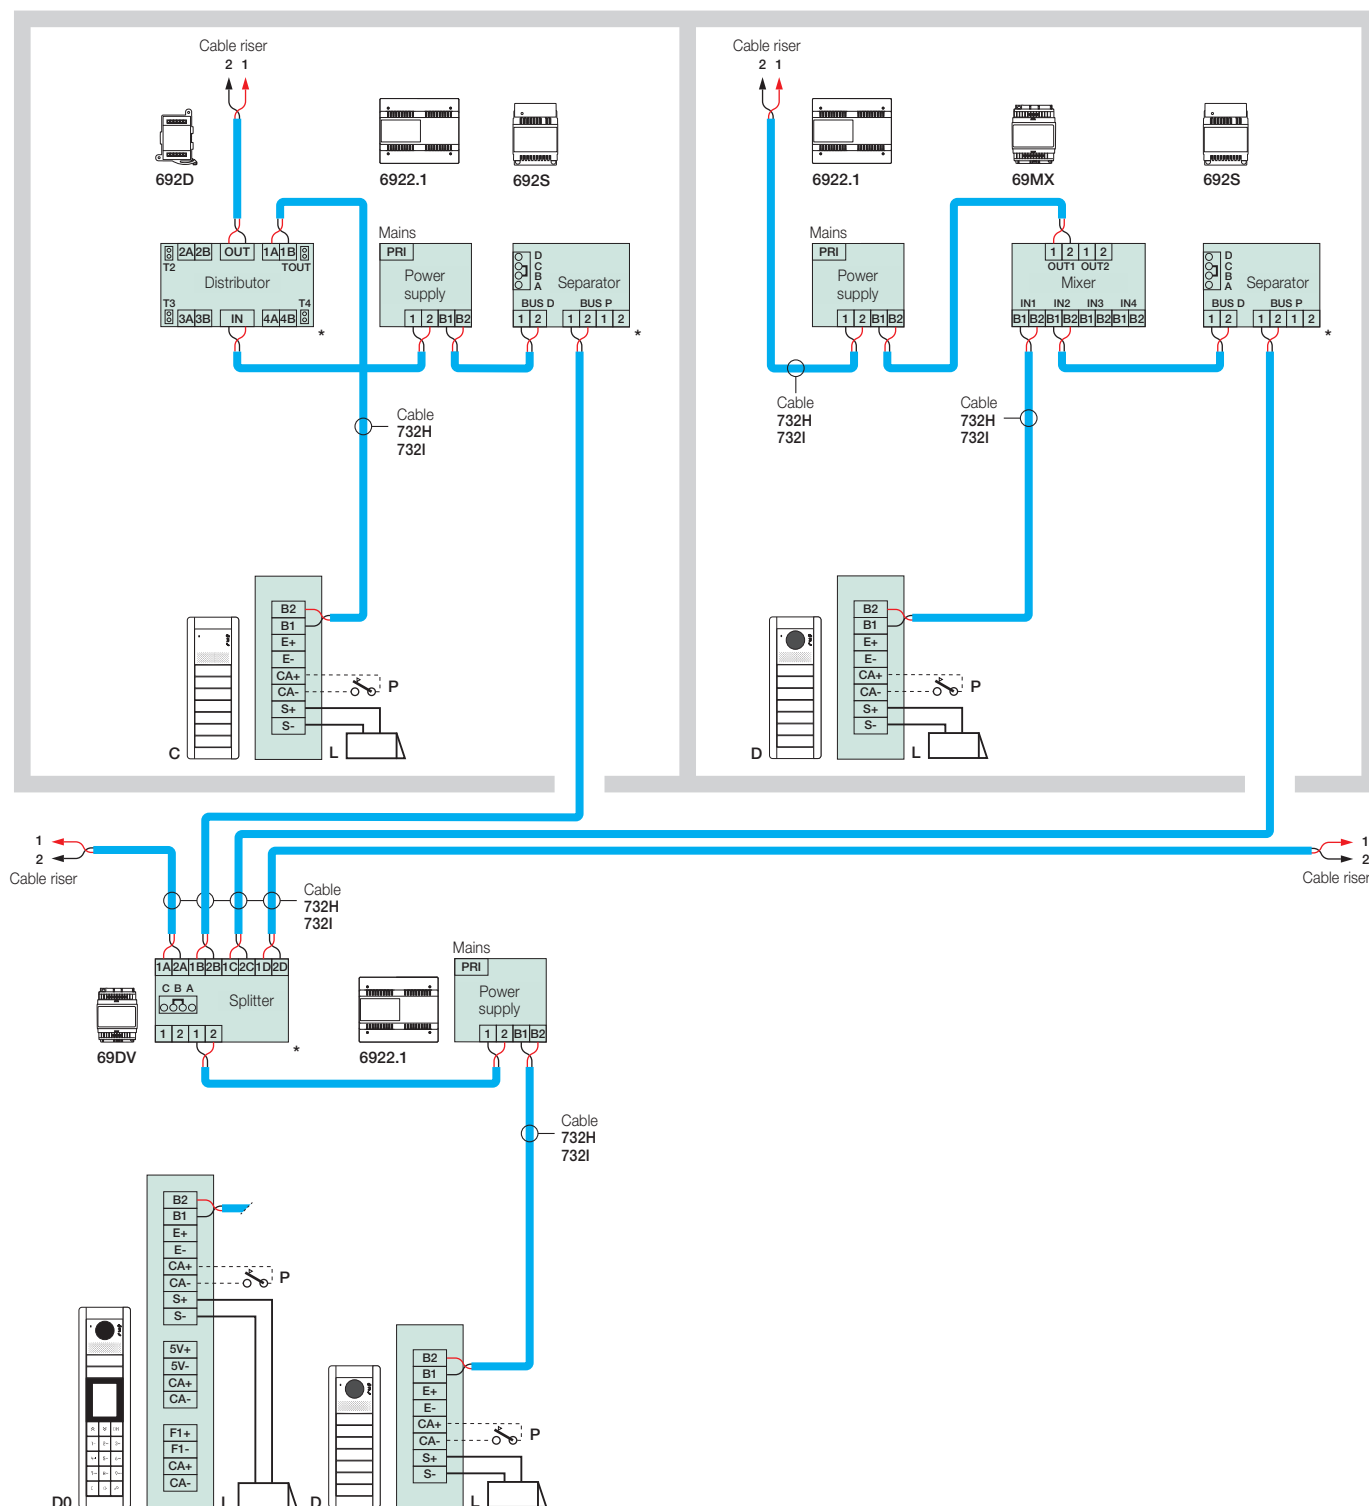 Cable riser
2 1
692D
6922.1
692S
2A 2B OUT 1A 1B
T2 TOUT
Distributor
T3 T4
3A 3B IN 4A 4B
*
Mains
PRI
Power
supply
1 2 B1 B2
D
C
B
A
Separator
BUS D BUS P
1 2 1 2 1 2
*
Cable
732H
732I
B2
B1
E+
E-
CA+
CA-
S+
S-
P
C
L
Cable riser
2 1
6922.1
69MX
692S
Mains
PRI
Power
supply
1 2 B1 B2
1 2 1 2
OUT1 OUT2
Mixer
IN1 IN2 IN3 IN4
B1 B2 B1 B2 B1 B2 B1 B2
D
C
B
A
Separator
BUS D BUS P
1 2 1 2 1 2
*
Cable
732H
732I
Cable
732H
732I
B2
B1
E+
E-
CA+
CA-
S+
S-
P
D
L
1
2
Cable riser
1
2
Cable riser
Cable
732H
732I
1A 2A 1B 2B 1C 2C 1D 2D
C B A
Splitter
1 2 1 2
*
69DV
6922.1
Mains
PRI
Power
supply
1 2 B1 B2
Cable
732H
732I
B2
B1
E+
E-
CA+
CA-
S+
S-
5V+
5V-
CA+
CA-
F1+
F1-
CA+
CA-
P
D0
L
B2
B1
E+
E-
CA+
CA-
S+
S-
P
D
L